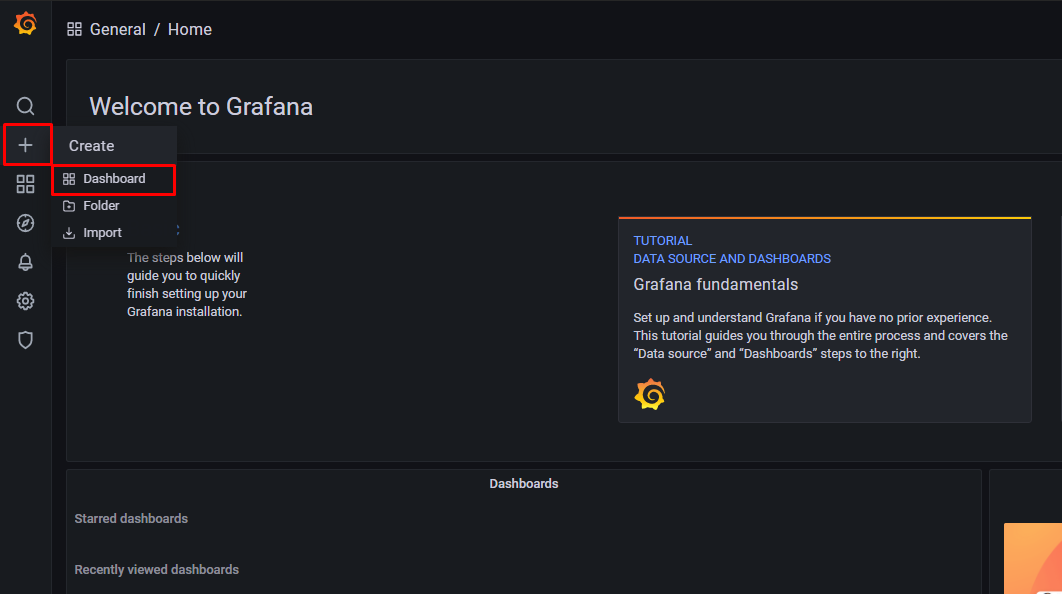 General / Home
Welcome to Grafana
Create
Dashboard
Folder
Import
The steps below will
guide you to quickly
finish setting up your
Grafana installation.
TUTORIAL
DATA SOURCE AND DASHBOARDS
Grafana fundamentals
Set up and understand Grafana if you have no prior experience.
This tutorial guides you through the entire process and covers the
“Data source” and “Dashboards” steps to the right.
Dashboards
Starred dashboards
Recently viewed dashboards